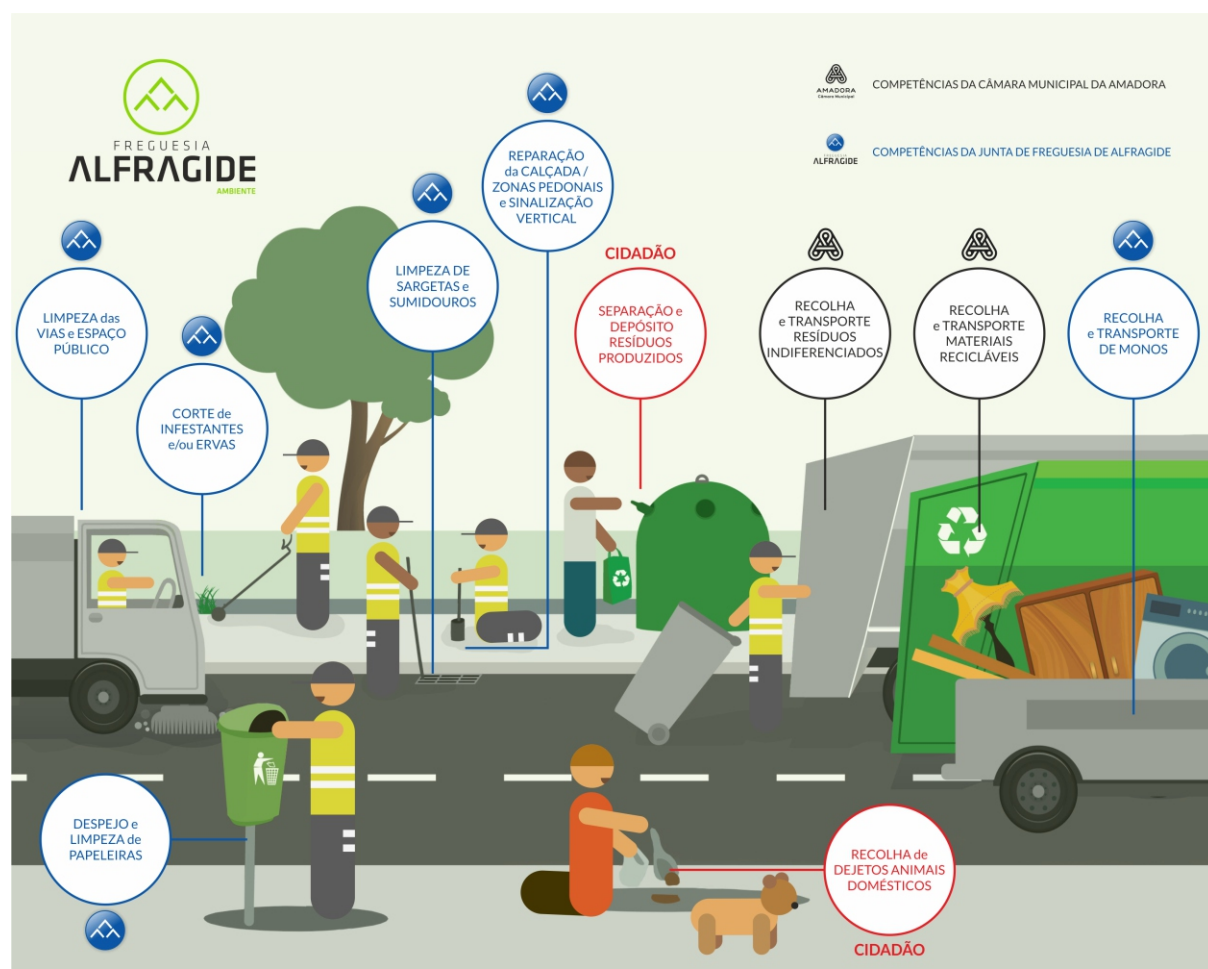 FREGUESIA
ALFRAGIDE
AMBIENTE
AMADORA
Câmara Municipal
COMPETÊNCIAS DA CÂMARA MUNICIPAL DA AMADORA
FREGUESIA
ALFRAGIDE
COMPETÊNCIAS DA JUNTA DE FREGUESIA DE ALFRAGIDE
LIMPEZA das
VIAS e ESPAÇO
PÚBLICO
CORTE de
INFESTANTES
e/ou ERVAS
LIMPEZA DE
SARGETAS e
SUMIDOUROS
REPARAÇÃO
da CALÇADA /
ZONAS PEDONAIS
e SINALIZAÇÃO
VERTICAL
CIDADÃO
SEPARAÇÃO e
DEPÓSITO
RESÍDUOS
PRODUZIDOS
RECOLHA
e TRANSPORTE
RESÍDUOS
INDIFERENCIADOS
RECOLHA
e TRANSPORTE
MATERIAIS
RECICLÁVEIS
RECOLHA
e TRANSPORTE
DE MONOS
DESPEJO e
LIMPEZA de
PAPELEIRAS
RECOLHA de
DEJETOS ANIMAIS
DOMÉSTICOS
CIDADÃO